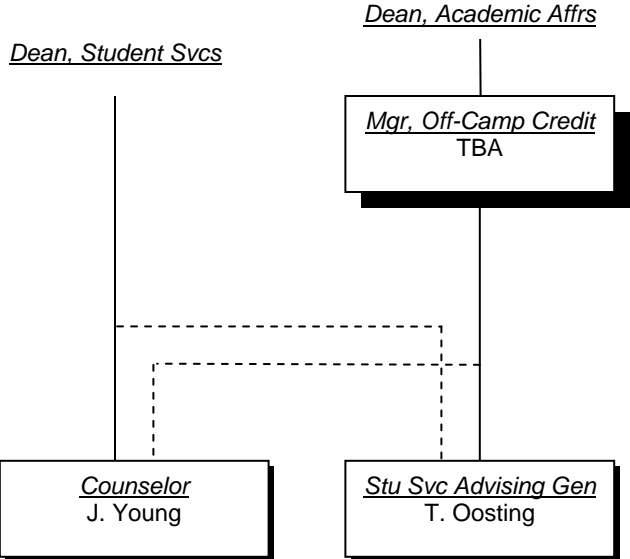 Dean, Academic Affrs
Dean, Student Svcs
Mgr, Off-Camp Credit
TBA
Counselor
J. Young
Stu Svc Advising Gen
T. Oosting